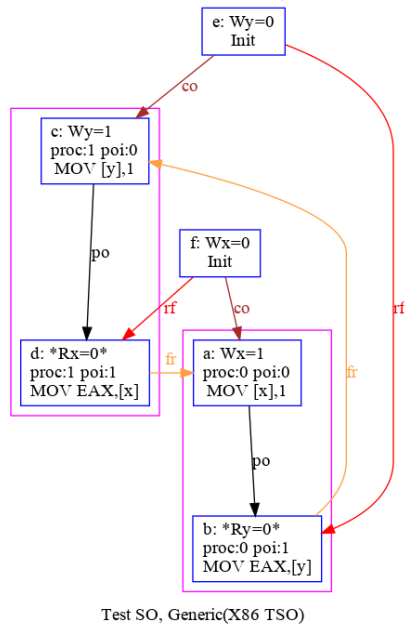 e: Wy=0
Init
co
c: Wy=1
proc:1 poi:0
MOV [y],1
po
f: Wx=0
Init
rf
rf
co
d: *Rx=0*
proc:1 poi:1
MOV EAX,[x]
fr
a: Wx=1
proc:0 poi:0
MOV [x],1
fr
po
b: *Ry=0*
proc:0 poi:1
MOV EAX,[y]
Test SO, Generic(X86 TSO)